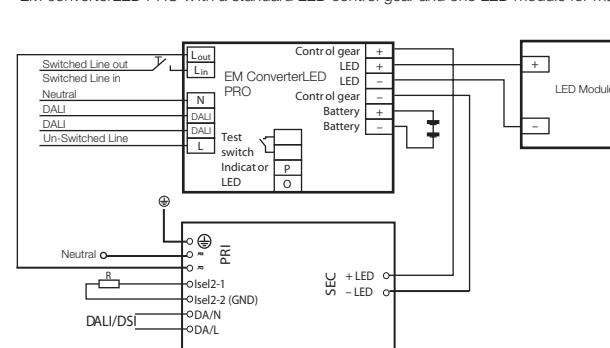 EM converterLED PRO with a standard LED control gear and one LED module for
Switched Line out
Switched Line in
Neutral
DALI
DALI
Un-Switched Line
Lout
Lin
N
DALI
DALI
L
EM ConverterLED
PRO
Test
switch
Indicator
LED
P
O
Control gear +
LED +
LED –
Control gear –
Battery +
Battery –
+
LED Module
–
Neutral
R
DALI/DSI
PRI
Isel2-1
Isel2-2 (GND)
DA/N
DA/L
SEC
+ LED
– LED